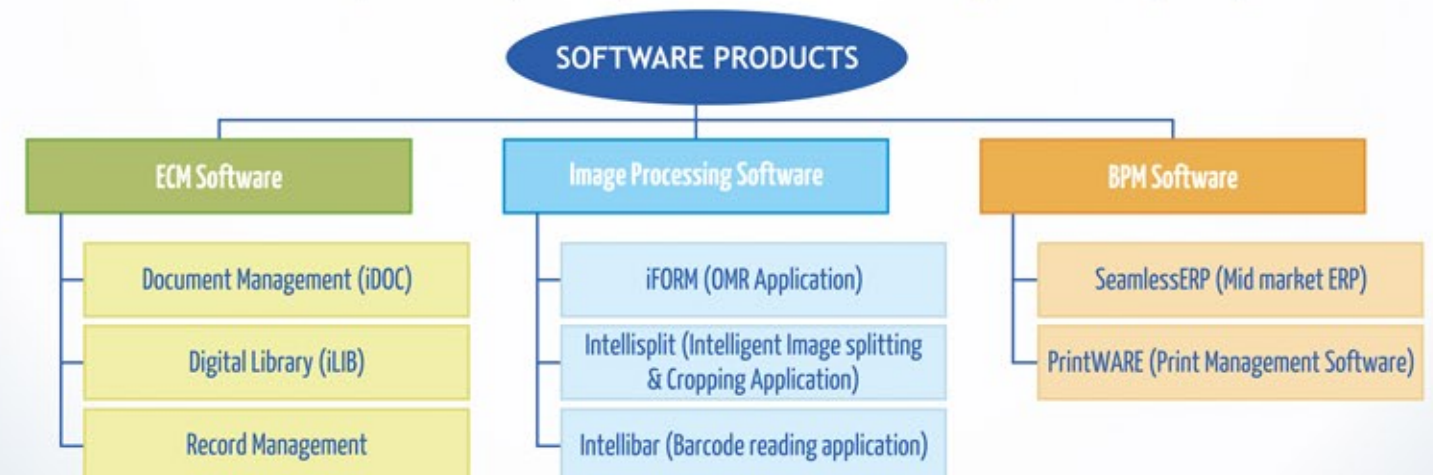 SOFTWARE PRODUCTS
ECM Software
Document Management (iDOC)
Digital Library (iLIB)
Record Management
Image Processing Software
iFORM (OMR Application)
Intellisplit (Intelligent Image splitting
& Cropping Application)
Intellibar (Barcode reading application)
BPM Software
SeamlessERP (Mid market ERP)
PrintWARE (Print Management Software)